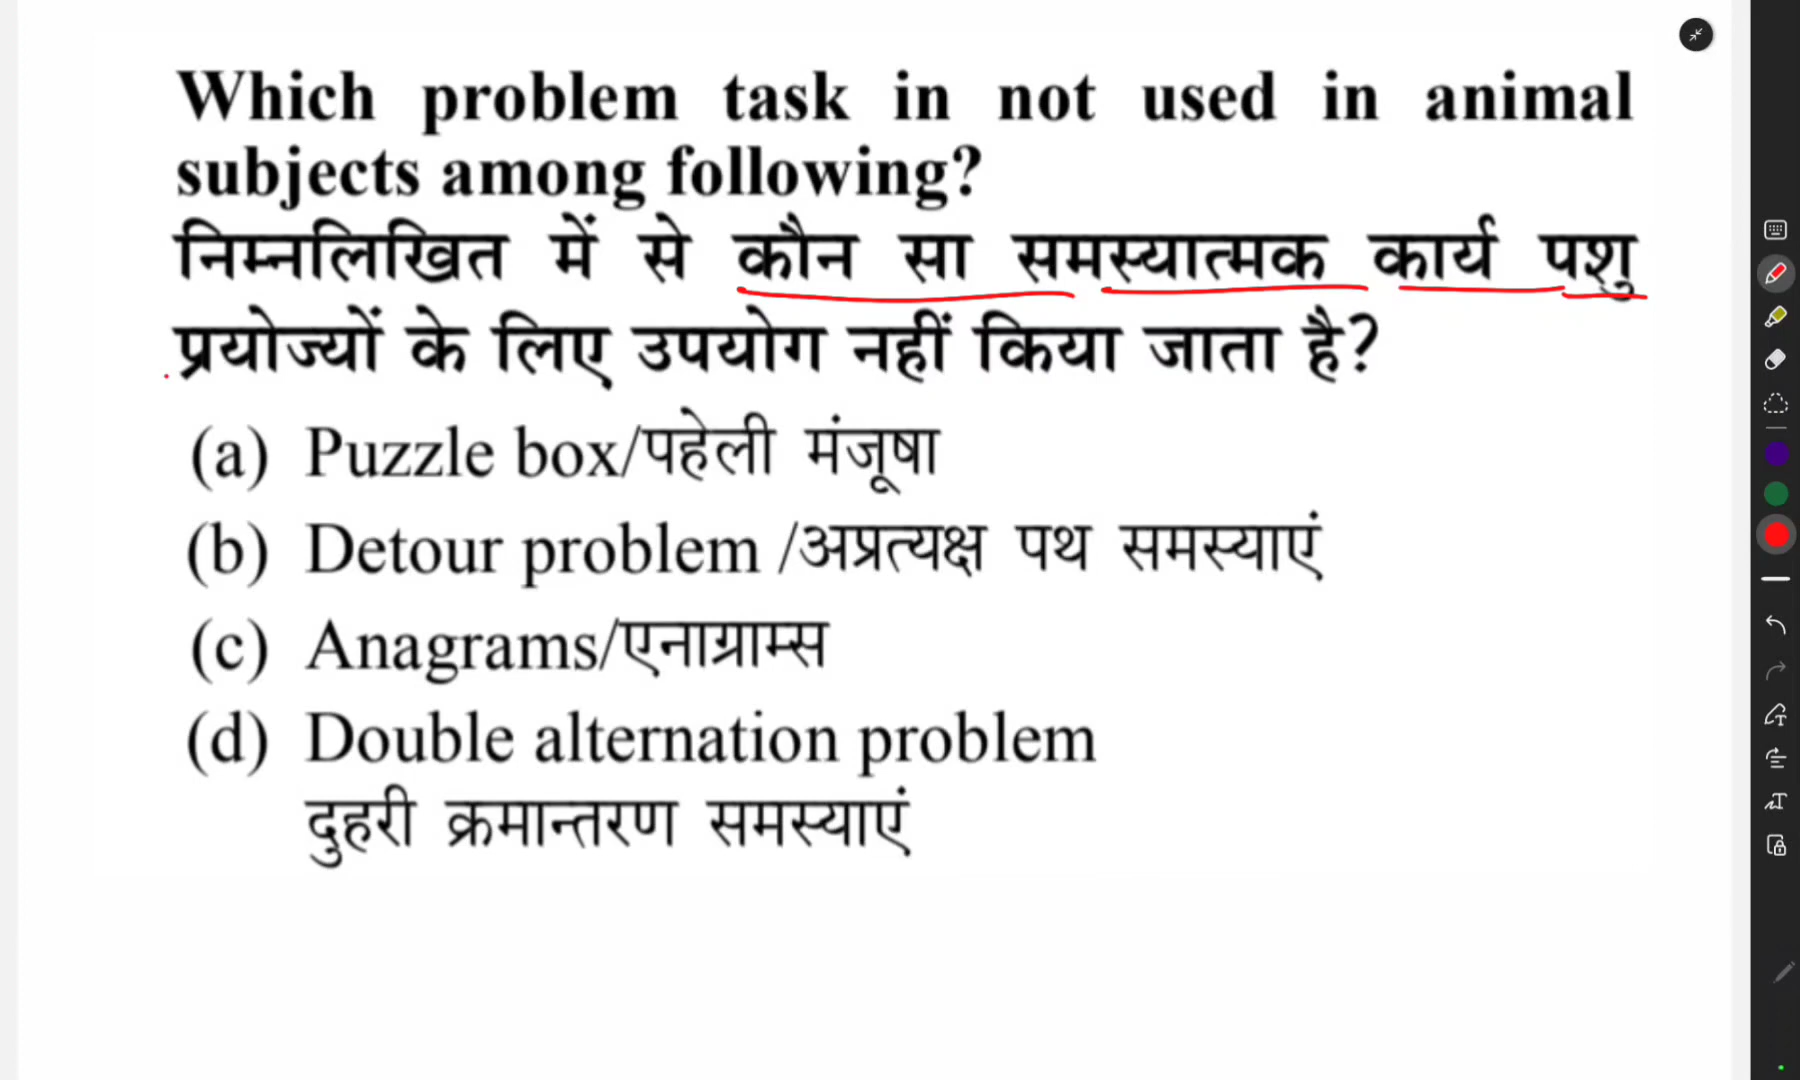 Which problem task in not used in animal
subjects among following?
निम्नलिखित में से कौन सा समस्यात्मक कार्य पशु
प्रयोज्यों के लिए उपयोग नहीं किया जाता है?
(a) Puzzle box/पहेली मंजूषा
(b) Detour problem /अप्रत्यक्ष पथ समस्याएं
(c) Anagrams/एनाग्राम्स
(d) Double alternation problem
दुहरी क्रमान्तरण समस्याएं